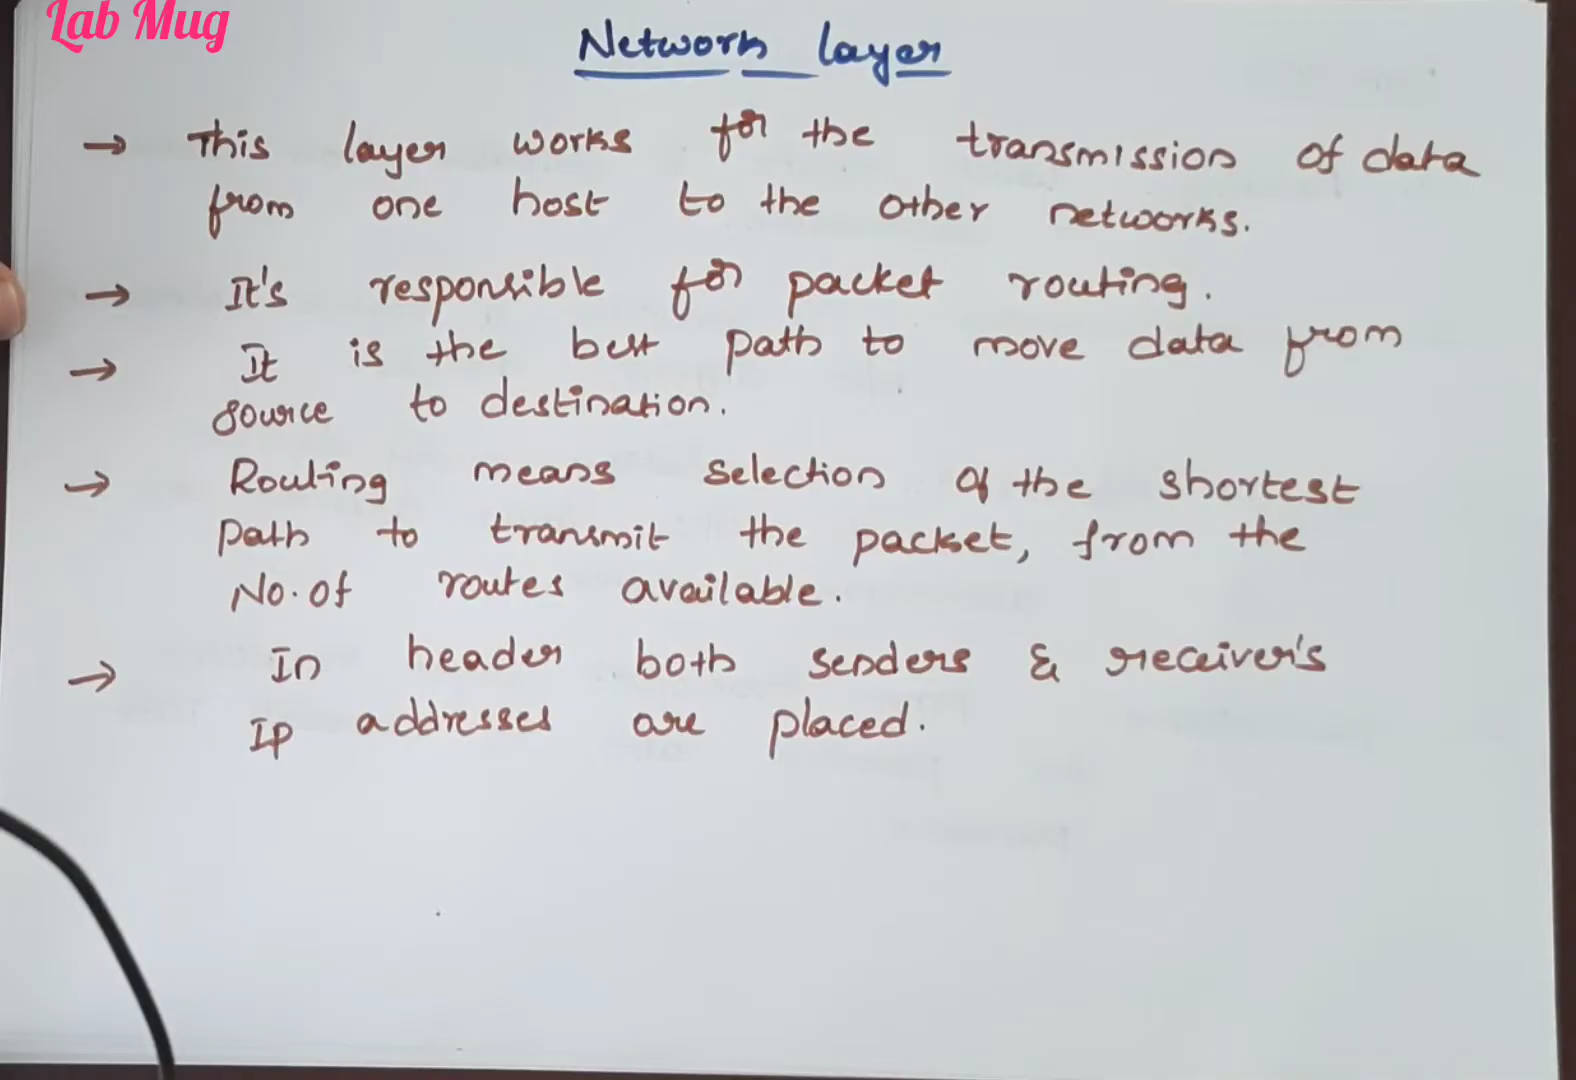 Lab Mug
Network layer
→ This layer works for the transmission of data
from one host to the other networks.
→ It's responsible for packet routing.
→ It is the best path to move data from
source to destination.
→ Routing means selection of the shortest
path to transmit the packet, from the
No. of routes available.
→ In header both senders & receiver's
IP addresses are placed.